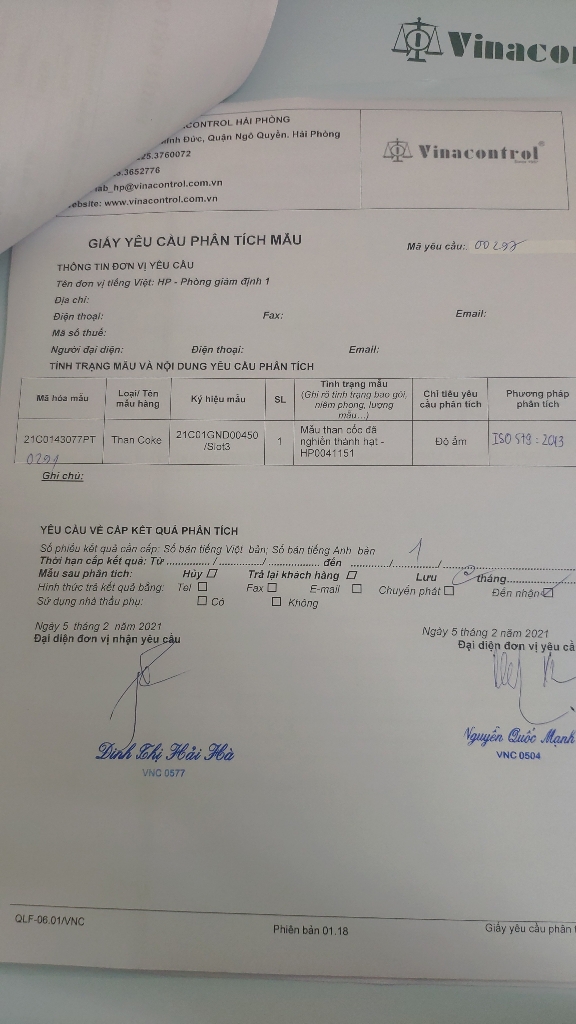 Vinacon
CONTROL HẢI PHÒNG
Đức, Quận Ngô Quyền. Hải Phòng
25.3760072
.3652776
lab_hp@vinacontrol.com.vn
ebsite: www.vinacontrol.com.vn
Vinacontrol
GIẤY YÊU CẦU PHÂN TÍCH MẪU
Mã yêu cầu:
THÔNG TIN ĐƠN VỊ YÊU CẦU
Tên đơn vị tiếng Việt: HP - Phòng giám định 1
Địa chỉ:
Điện thoại: Fax: Email:
Mã số thuế:
Người đại diện: Điện thoại: Email:
TÌNH TRẠNG MẪU VÀ NỘI DUNG YÊU CẦU PHÂN TÍCH
Mã hóa mẫu
Loại/ Tên mẫu hàng
Ký hiệu mẫu
SL
Tình trạng mẫu
(Ghi rõ tình trạng bao gói, niêm phong, lượng mẫu...)
Chỉ tiêu yêu cầu phân tích
Phương pháp phân tích
21C0143077PT
0291
Than Coke
21C01GND00450
/Slot3
1
Mẫu than cốc đã
nghiền thành hạt -
HP0041151
Độ ẩm
ISO 579:2013
Ghi chú:
YÊU CẦU VỀ CẤP KẾT QUẢ PHÂN TÍCH
Số phiếu kết quả cần cấp: Số bản tiếng Việt bản; Số bản tiếng Anh bản 1
Thời hạn cấp kết quả: Từ ............/............/............ đến ............/............/............
Mẫu sau phân tích: Hủy Trả lại khách hàng Lưu tháng
Hình thức trả kết quả bằng: Tel Fax E-mail Chuyển phát Đến nhận
Sử dụng nhà thầu phụ: Có Không
Ngày 5 tháng 2 năm 2021
Đại diện đơn vị nhận yêu cầu
Ngày 5 tháng 2 năm 2021
Đại diện đơn vị yêu cầ
Đinh Thị Hải Hà
VNC 0577
Nguyễn Quốc Mạnh
VNC 0504
QLF-06.01/VNC
Phiên bản 01.18
Giấy yêu cầu phân t